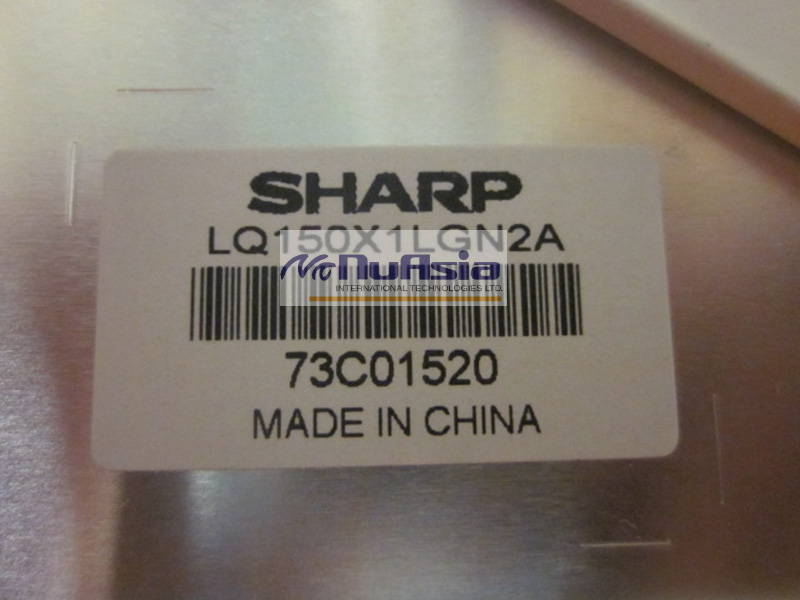 SHARP
LQ150X1LGN2A
NuAsia
INTERNATIONAL TECHNOLOGIES LTD.
73C01520
MADE IN CHINA